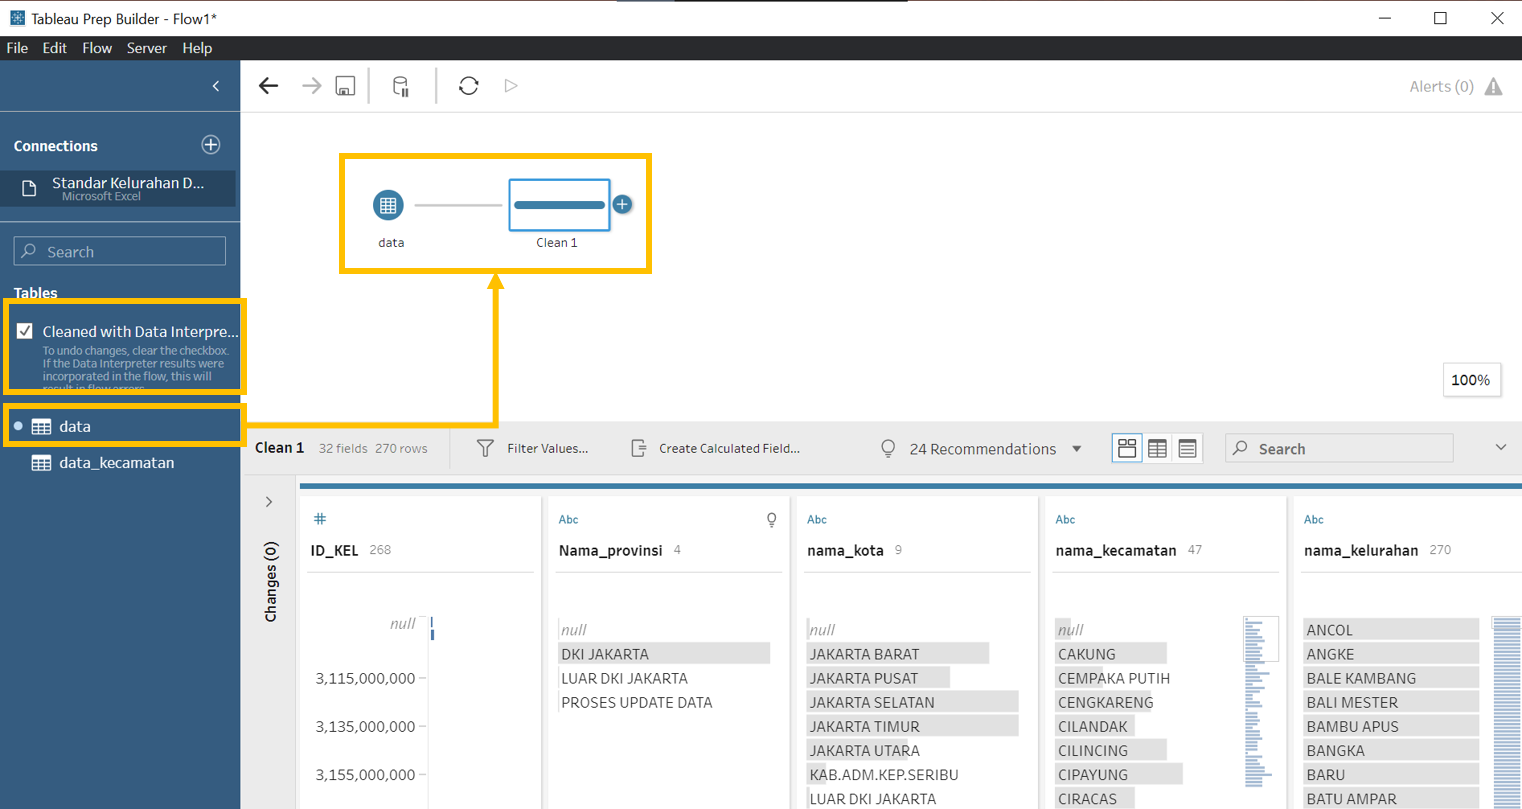 Tableau Prep Builder - Flow1*
File Edit Flow Server Help
Alerts (0)
Connections
Standar Kelurahan D...
Microsoft Excel
Search
Tables
Cleaned with Data Interpre...
To undo changes, clear the checkbox.
If the Data Interpreter results were
incorporated in the flow, this will
result in flow errors.
data
data_kecamatan
data
Clean 1
100%
Clean 1 32 fields 270 rows Filter Values... Create Calculated Field... 24 Recommendations Search
Changes (0)
#
ID_KEL 268
null
3,115,000,000
3,135,000,000
3,155,000,000
Abc
Nama_provinsi 4
null
DKI JAKARTA
LUAR DKI JAKARTA
PROSES UPDATE DATA
Abc
nama_kota 9
null
JAKARTA BARAT
JAKARTA PUSAT
JAKARTA SELATAN
JAKARTA TIMUR
JAKARTA UTARA
KAB.ADM.KEP.SERIBU
LUAR DKI JAKARTA
Abc
nama_kecamatan 47
null
CAKUNG
CEMPAKA PUTIH
CENGKARENG
CILANDAK
CILINCING
CIPAYUNG
CIRACAS
Abc
nama_kelurahan 270
ANCOL
ANGKE
BALE KAMBANG
BALI MESTER
BAMBU APUS
BANGKA
BARU
BATU AMPAR